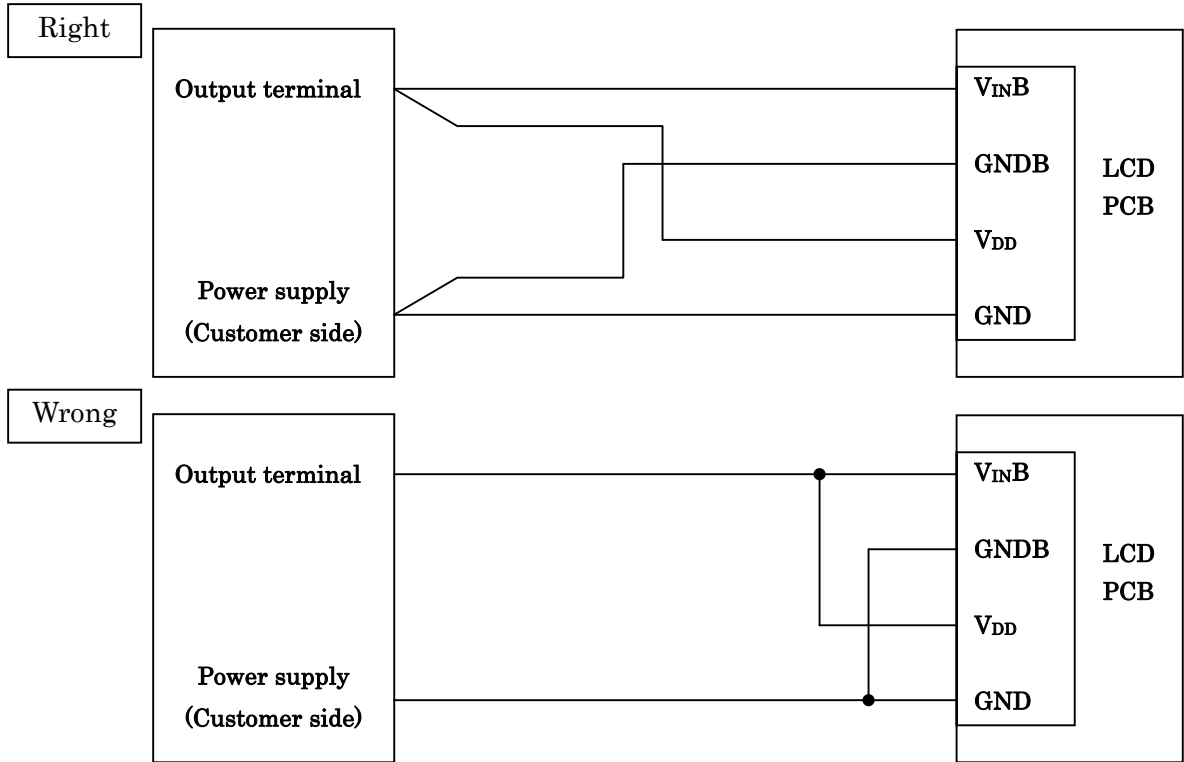 Right
Output terminal
VINB
GNDB
LCD
PCB
VDD
Power supply
(Customer side)
GND
Wrong
Output terminal
VINB
GNDB
LCD
PCB
VDD
Power supply
(Customer side)
GND